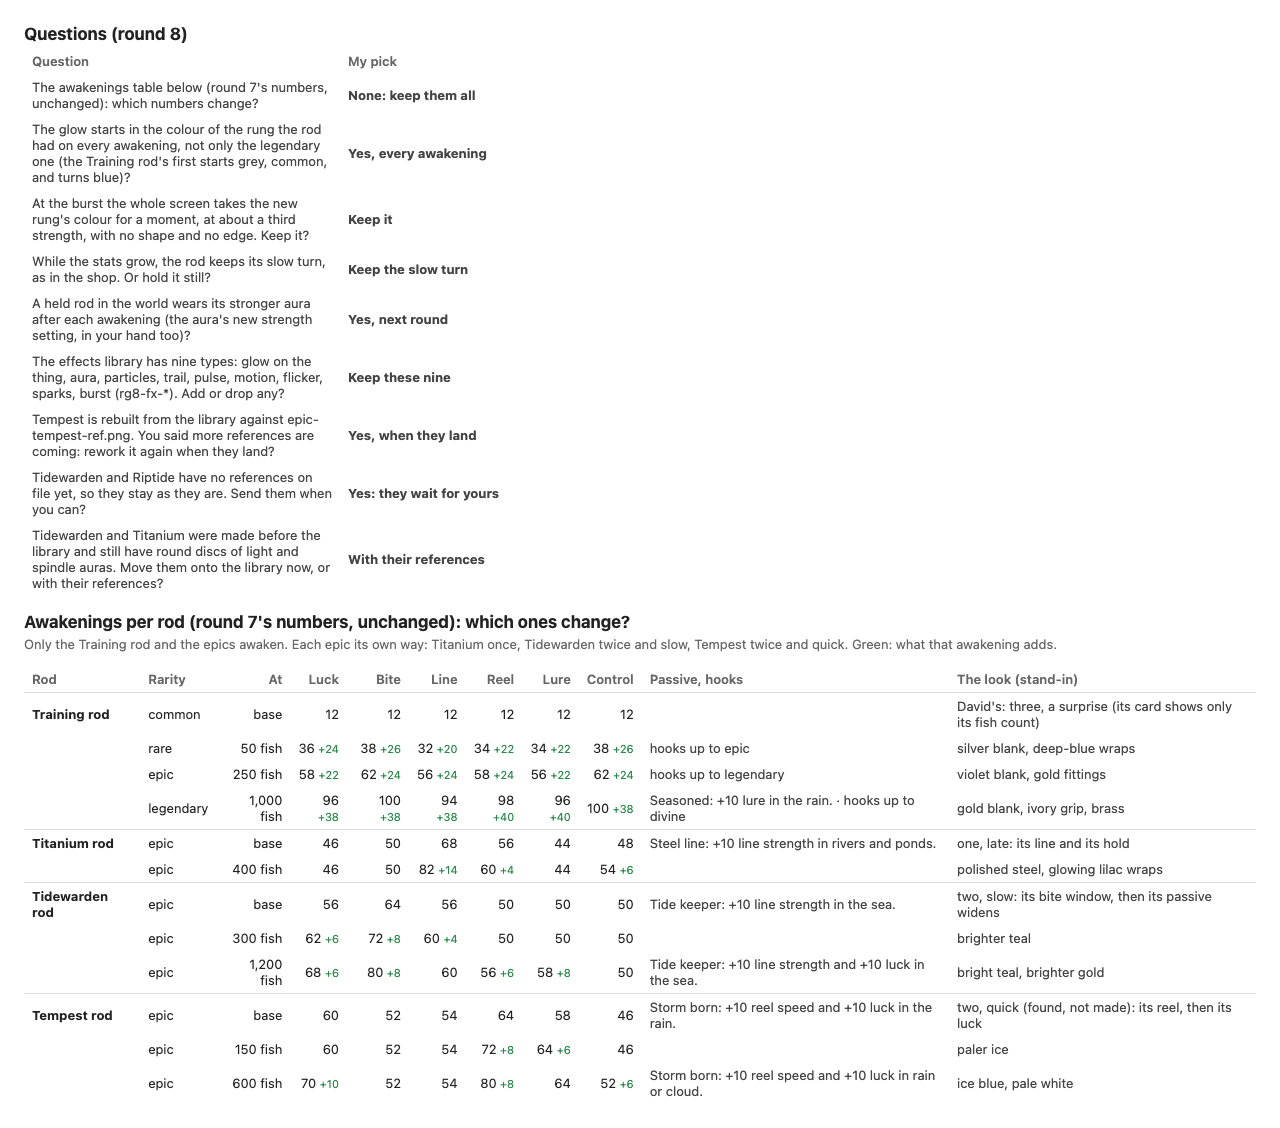 Questions (round 8)
Question My pick
The awakenings table below (round 7's numbers,
unchanged): which numbers change?
None: keep them all
The glow starts in the colour of the rung the rod
had on every awakening, not only the legendary
one (the Training rod's first starts grey, common,
and turns blue)?
Yes, every awakening
At the burst the whole screen takes the new
rung's colour for a moment, at about a third
strength, with no shape and no edge. Keep it?
Keep it
While the stats grow, the rod keeps its slow turn,
as in the shop. Or hold it still?
Keep the slow turn
A held rod in the world wears its stronger aura
after each awakening (the aura's new strength
setting, in your hand too)?
Yes, next round
The effects library has nine types: glow on the
thing, aura, particles, trail, pulse, motion, flicker,
sparks, burst (rg8-fx-*). Add or drop any?
Keep these nine
Tempest is rebuilt from the library against epic-
tempest-ref.png. You said more references are
coming: rework it again when they land?
Yes, when they land
Tidewarden and Riptide have no references on
file yet, so they stay as they are. Send them when
you can?
Yes: they wait for yours
Tidewarden and Titanium were made before the
library and still have round discs of light and
spindle auras. Move them onto the library now, or
with their references?
With their references
Awakenings per rod (round 7's numbers, unchanged): which ones change?
Only the Training rod and the epics awaken. Each epic its own way: Titanium once, Tidewarden twice and slow, Tempest twice and quick. Green: what that awakening adds.
Rod Rarity At Luck Bite Line Reel Lure Control Passive, hooks The look (stand-in)
Training rod common base 12 12 12 12 12 12 David's: three, a surprise (its card shows only
its fish count)
rare 50 fish 36 +24 38 +26 32 +20 34 +22 34 +22 38 +26 hooks up to epic silver blank, deep-blue wraps
epic 250 fish 58 +22 62 +24 56 +24 58 +24 56 +22 62 +24 hooks up to legendary violet blank, gold fittings
legendary 1,000 fish 96 +38 100 +38 94 +38 98 +40 96 +40 100 +38 Seasoned: +10 lure in the rain. · hooks up to
divine
gold blank, ivory grip, brass
Titanium rod epic base 46 50 68 56 44 48 Steel line: +10 line strength in rivers and ponds. one, late: its line and its hold
epic 400 fish 46 50 82 +14 60 +4 44 54 +6 polished steel, glowing lilac wraps
Tidewarden
rod
epic base 56 64 56 50 50 50 Tide keeper: +10 line strength in the sea. two, slow: its bite window, then its passive
widens
epic 300 fish 62 +6 72 +8 60 +4 50 50 50 brighter teal
epic 1,200 fish 68 +6 80 +8 60 56 +6 58 +8 50 Tide keeper: +10 line strength and +10 luck in
the sea.
bright teal, brighter gold
Tempest rod epic base 60 52 54 64 58 46 Storm born: +10 reel speed and +10 luck in the
rain.
two, quick (found, not made): its reel, then its
luck
epic 150 fish 60 52 54 72 +8 64 +6 46 paler ice
epic 600 fish 70 +10 52 54 80 +8 64 52 +6 Storm born: +10 reel speed and +10 luck in rain
or cloud.
ice blue, pale white